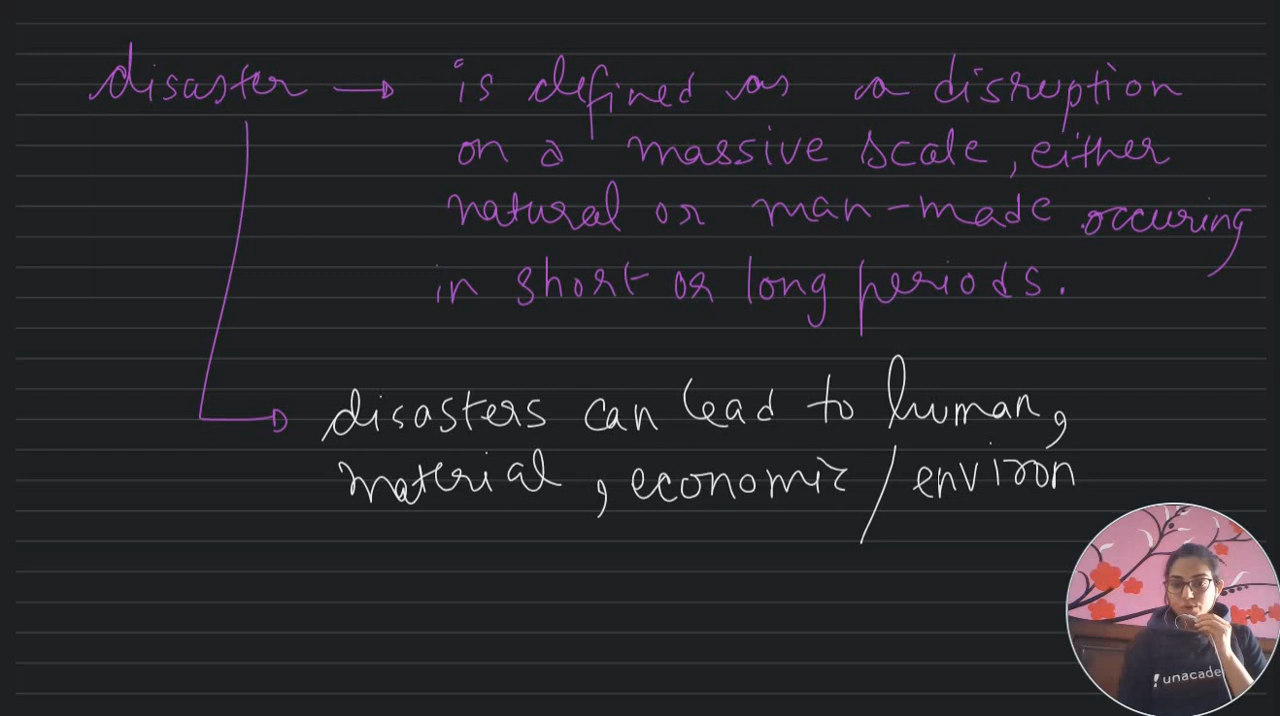 disaster → is defined as a disruption
on a massive scale, either
natural or man-made occuring
in short or long periods.
disasters can lead to human,
material, economic / environ
unacade